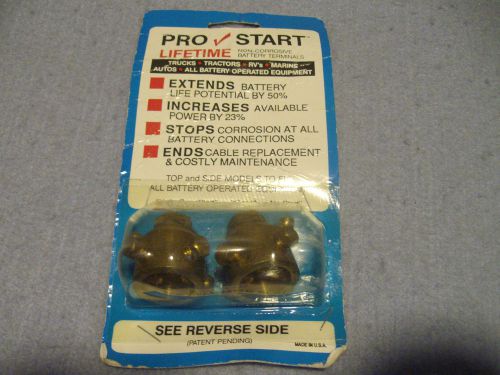 PRO START
LIFETIME NON-CORROSIVE
BATTERY TERMINALS
TRUCKS • TRACTORS • RV's • MARINE
AUTOS • ALL BATTERY OPERATED EQUIPMENT
EXTENDS BATTERY
LIFE POTENTIAL BY 50%
INCREASES AVAILABLE
POWER BY 23%
STOPS CORROSION AT ALL
BATTERY CONNECTIONS
ENDS CABLE REPLACEMENT
& COSTLY MAINTENANCE
TOP and SIDE MODELS TO
ALL BATTERY OPERATED
SEE REVERSE SIDE
(PATENT PENDING)
MADE IN U.S.A.